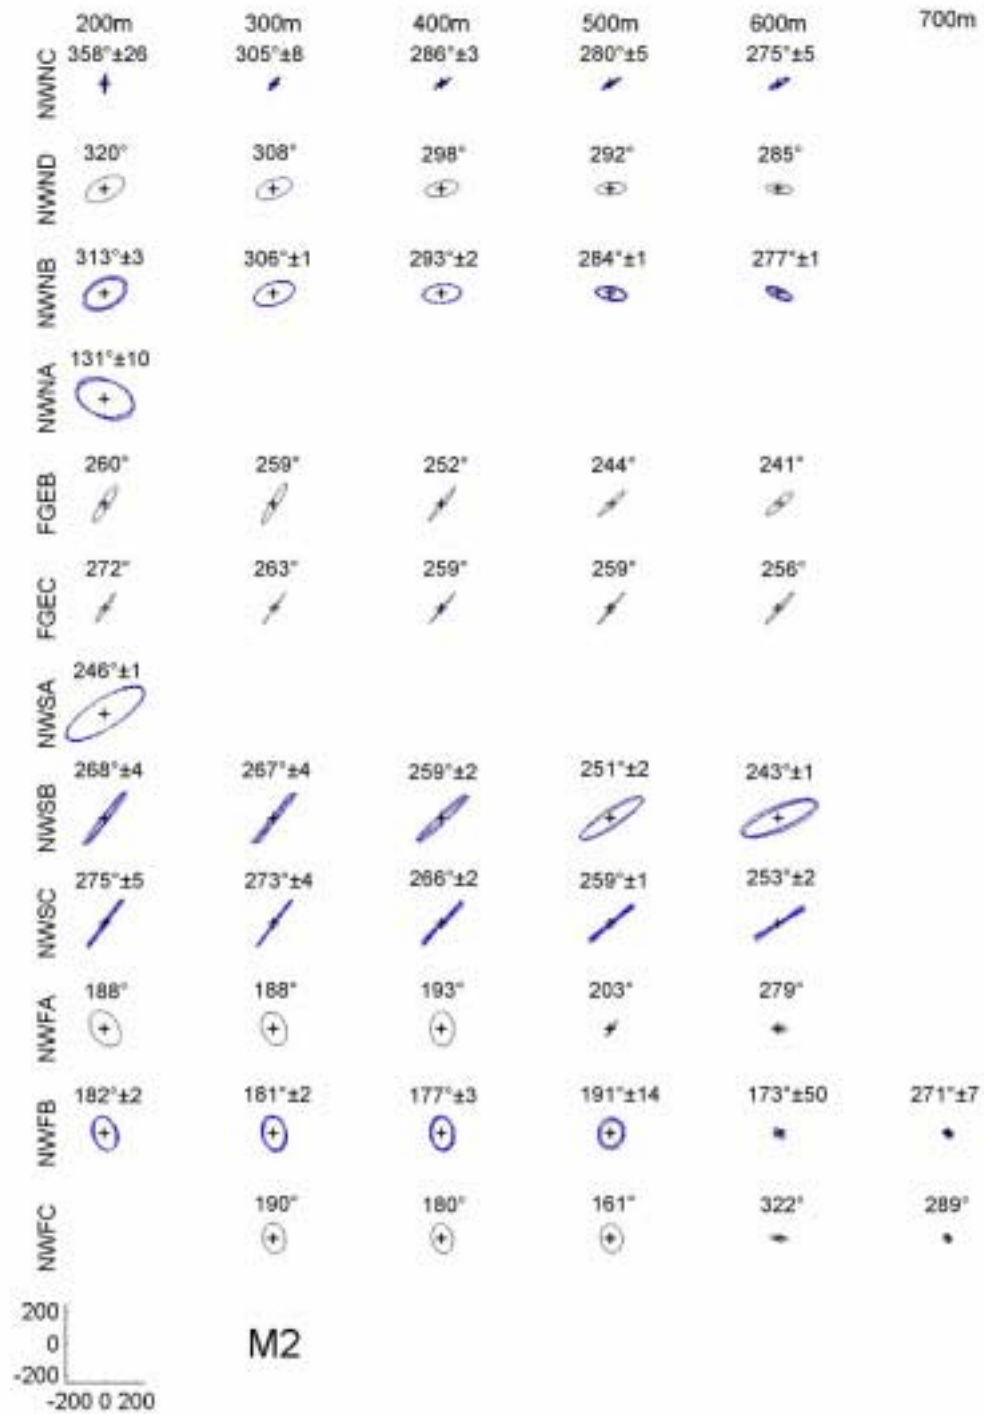 200m 300m 400m 500m 600m 700m
NWNC 358°±26 305°±8 286°±3 280°±5 275°±5
NWND 320° 308° 298° 292° 285°
NWNB 313°±3 306°±1 293°±2 284°±1 277°±1
NWNA 131°±10
FGEB 260° 259° 252° 244° 241°
FGEC 272° 263° 259° 259° 256°
NWSA 246°±1
NWSB 268°±4 267°±4 259°±2 251°±2 243°±1
NWSC 275°±5 273°±4 266°±2 259°±1 253°±2
NWFA 188° 188° 193° 203° 279°
NWFB 182°±2 181°±2 177°±3 191°±14 173°±50 271°±7
NWFC 190° 180° 161° 322° 289°
200
0
-200
-200 0 200
M2